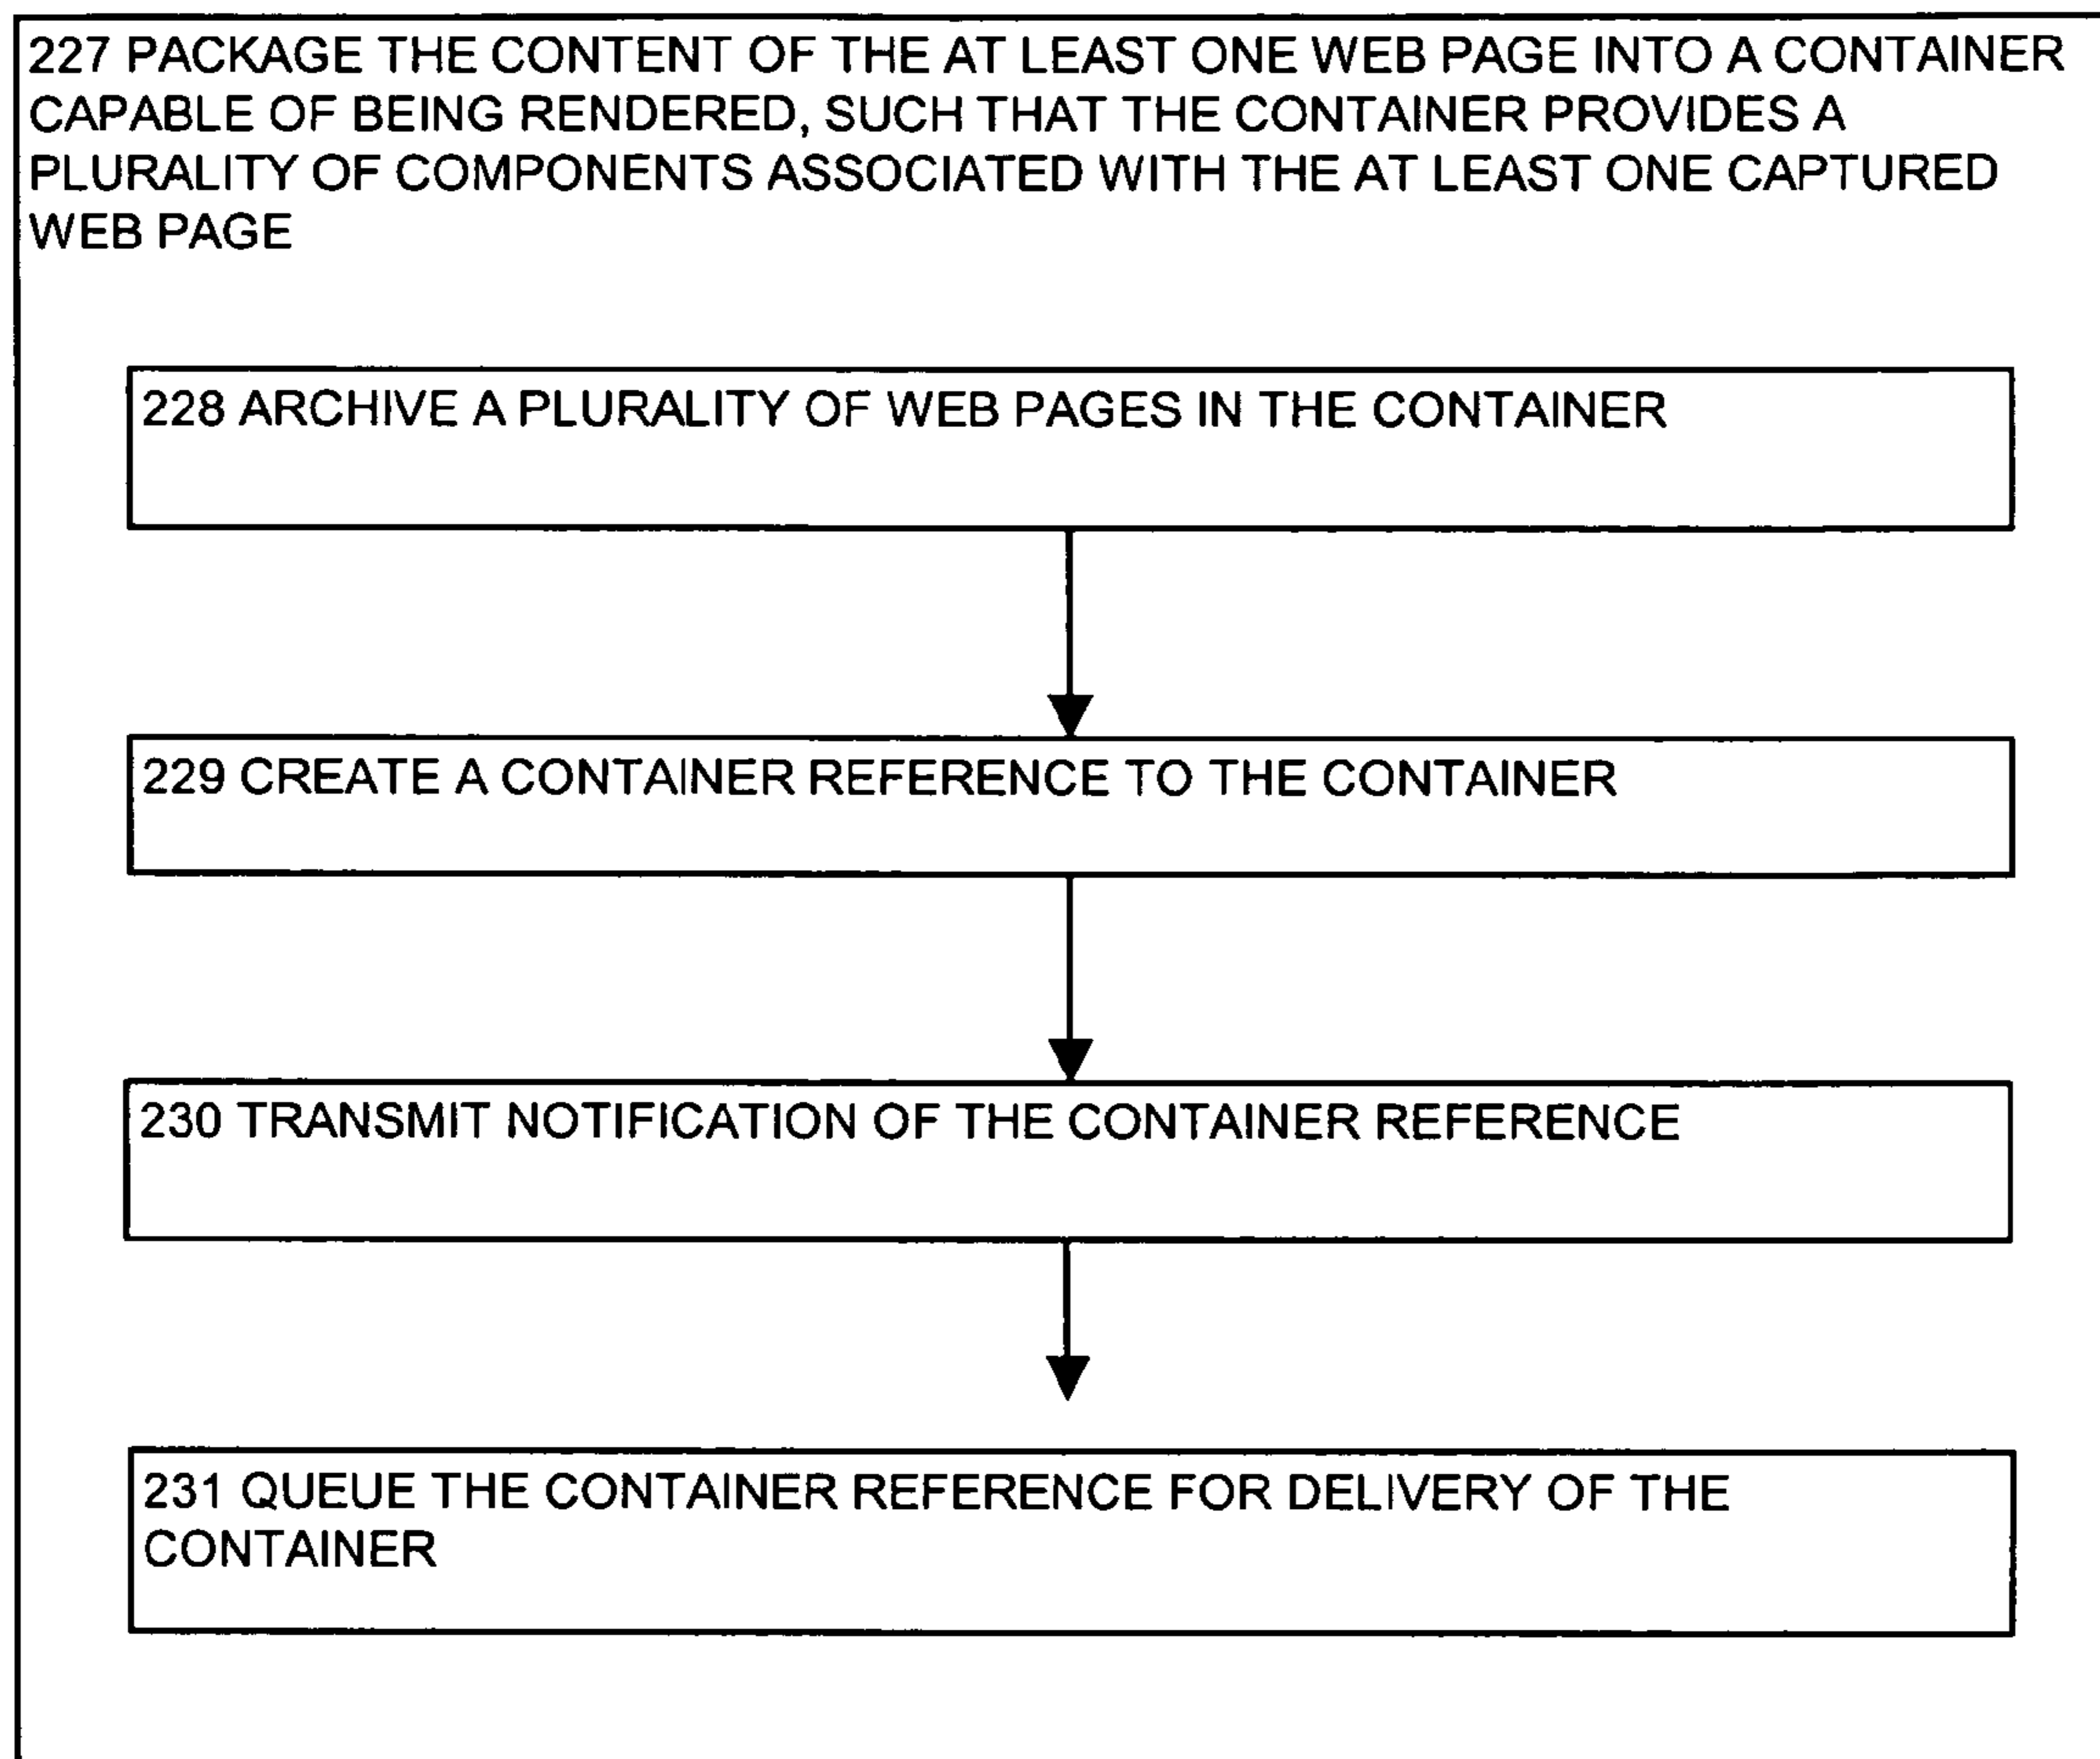 227 PACKAGE THE CONTENT OF THE AT LEAST ONE WEB PAGE INTO A CONTAINER
CAPABLE OF BEING RENDERED, SUCH THAT THE CONTAINER PROVIDES A
PLURALITY OF COMPONENTS ASSOCIATED WITH THE AT LEAST ONE CAPTURED
WEB PAGE
228 ARCHIVE A PLURALITY OF WEB PAGES IN THE CONTAINER
229 CREATE A CONTAINER REFERENCE TO THE CONTAINER
230 TRANSMIT NOTIFICATION OF THE CONTAINER REFERENCE
231 QUEUE THE CONTAINER REFERENCE FOR DELIVERY OF THE
CONTAINER